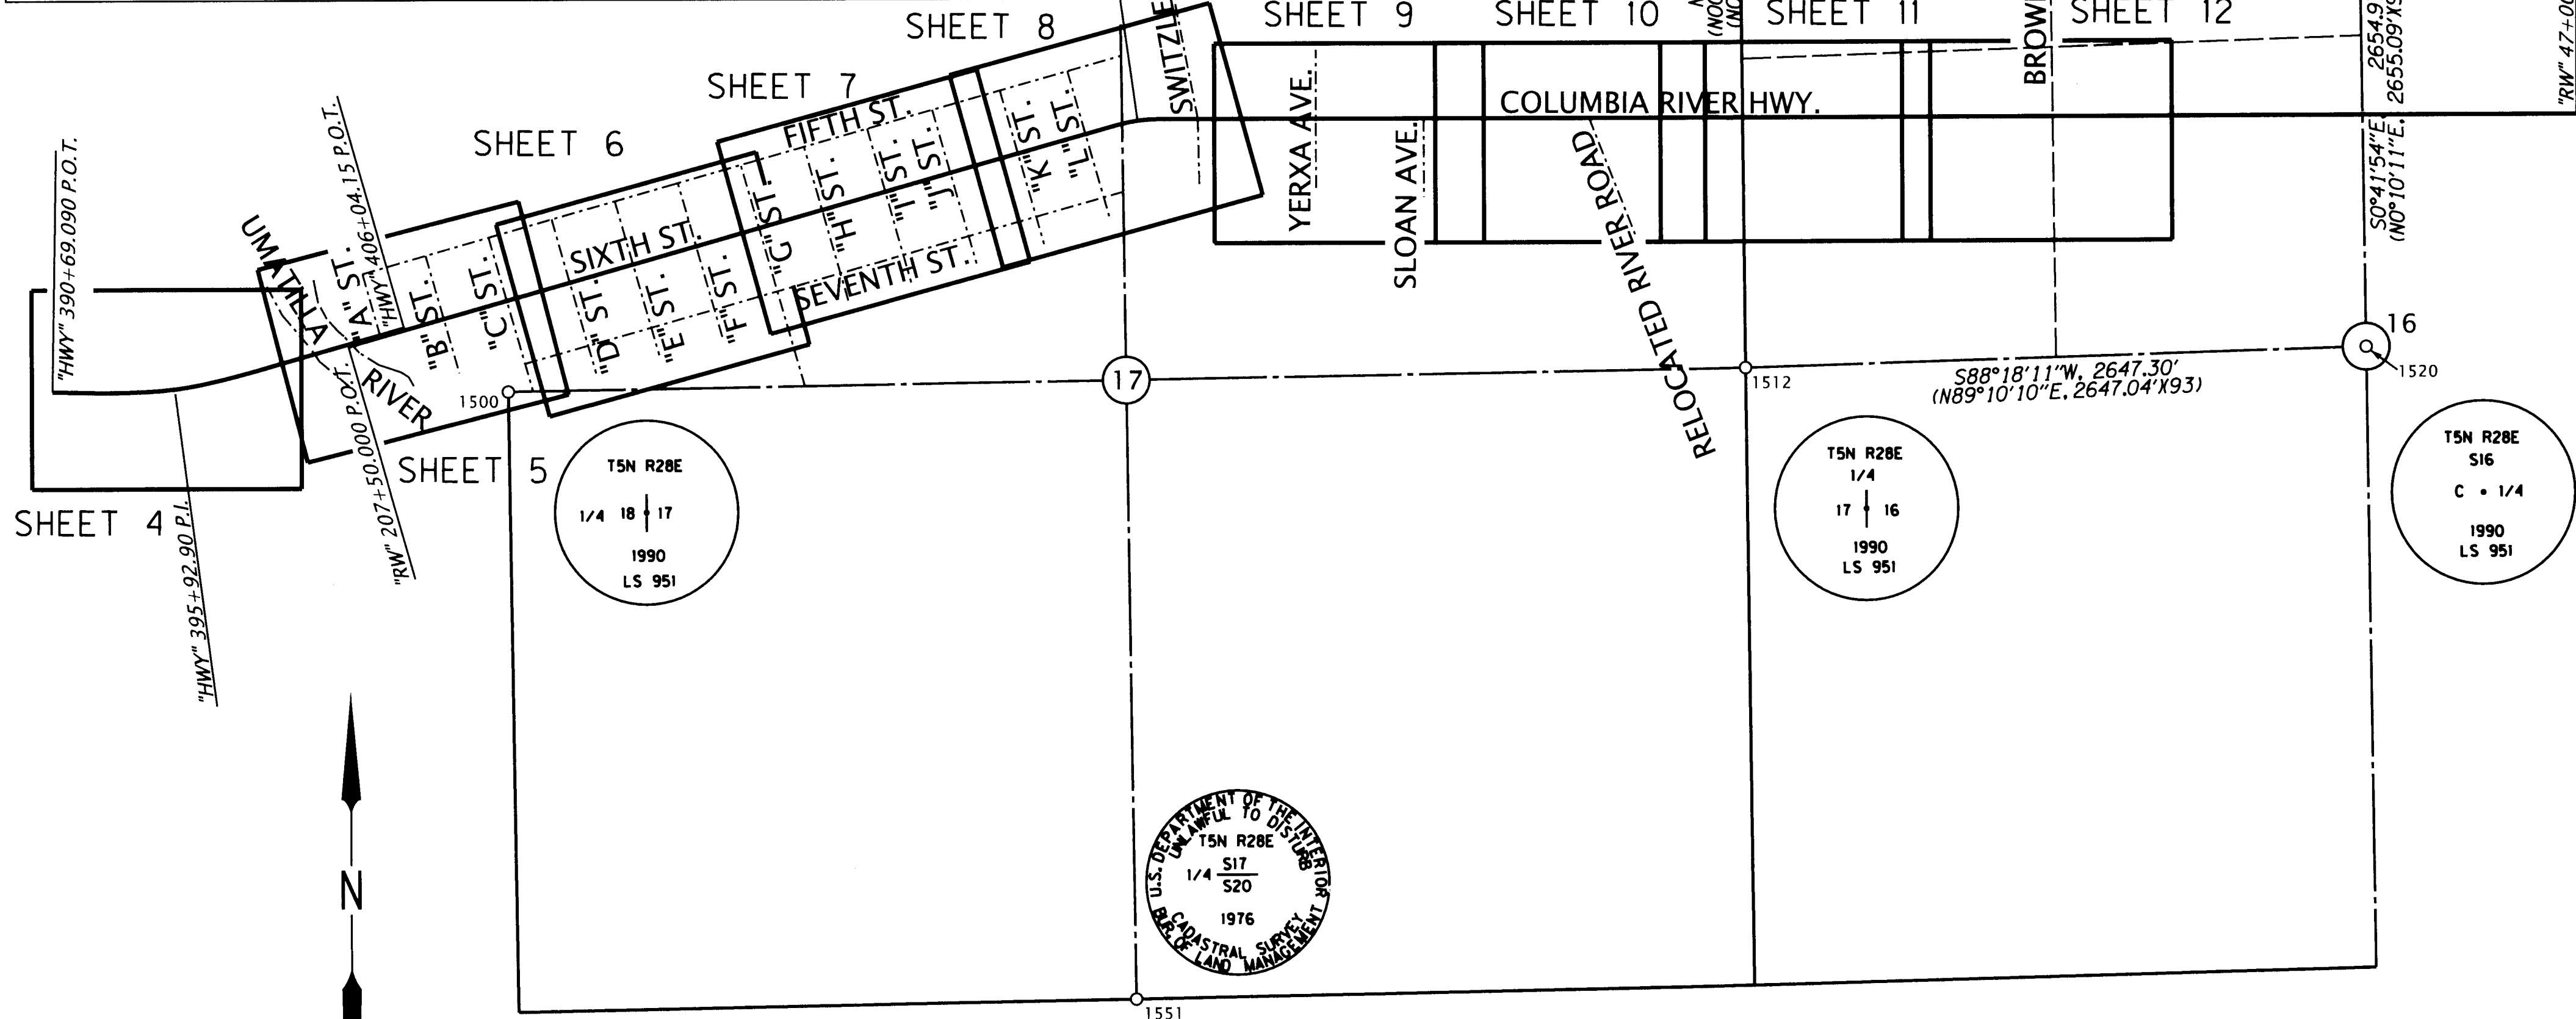 SHEET 8
SHEET 9
SHEET 10
SHEET 11
SHEET 12
SHEET 7
SHEET 6
SHEET 5
SHEET 4
"HWY" 390+69.090 P.O.T.
"HWY" 406+04.15 P.O.T.
"HWY" 395+92.90 P.I.
"RW" 207+50.000 P.O.T.
"RW" 47+00
UMATILLA
RIVER
"A" ST.
"B" ST.
"C" ST.
"D" ST.
"E" ST.
"F" ST.
"G" ST.
"H" ST.
"I" ST.
"J" ST.
"K" ST.
"L" ST.
FIFTH ST.
SIXTH ST.
SEVENTH ST.
SWITZLE
YERXA AVE.
SLOAN AVE.
COLUMBIA RIVER HWY.
RELOCATED RIVER ROAD
BROW
S0°41'54"E, 2654.9
(N0°10'11"E, 2655.09'X9
16
1520
17
1500
1512
S88°18'11"W, 2647.30'
(N89°10'10"E, 2647.04'X93)
T5N R28E
1/4 18 17
1990
LS 951
T5N R28E
1/4
17 16
1990
LS 951
T5N R28E
S16
C • 1/4
1990
LS 951
U.S. DEPARTMENT OF THE INTERIOR
UNLAWFUL TO DISTURB
T5N R28E
1/4 S17
S20
1976
CADASTRAL SURVEY
BUR. OF LAND MANAGEMENT
1551
N